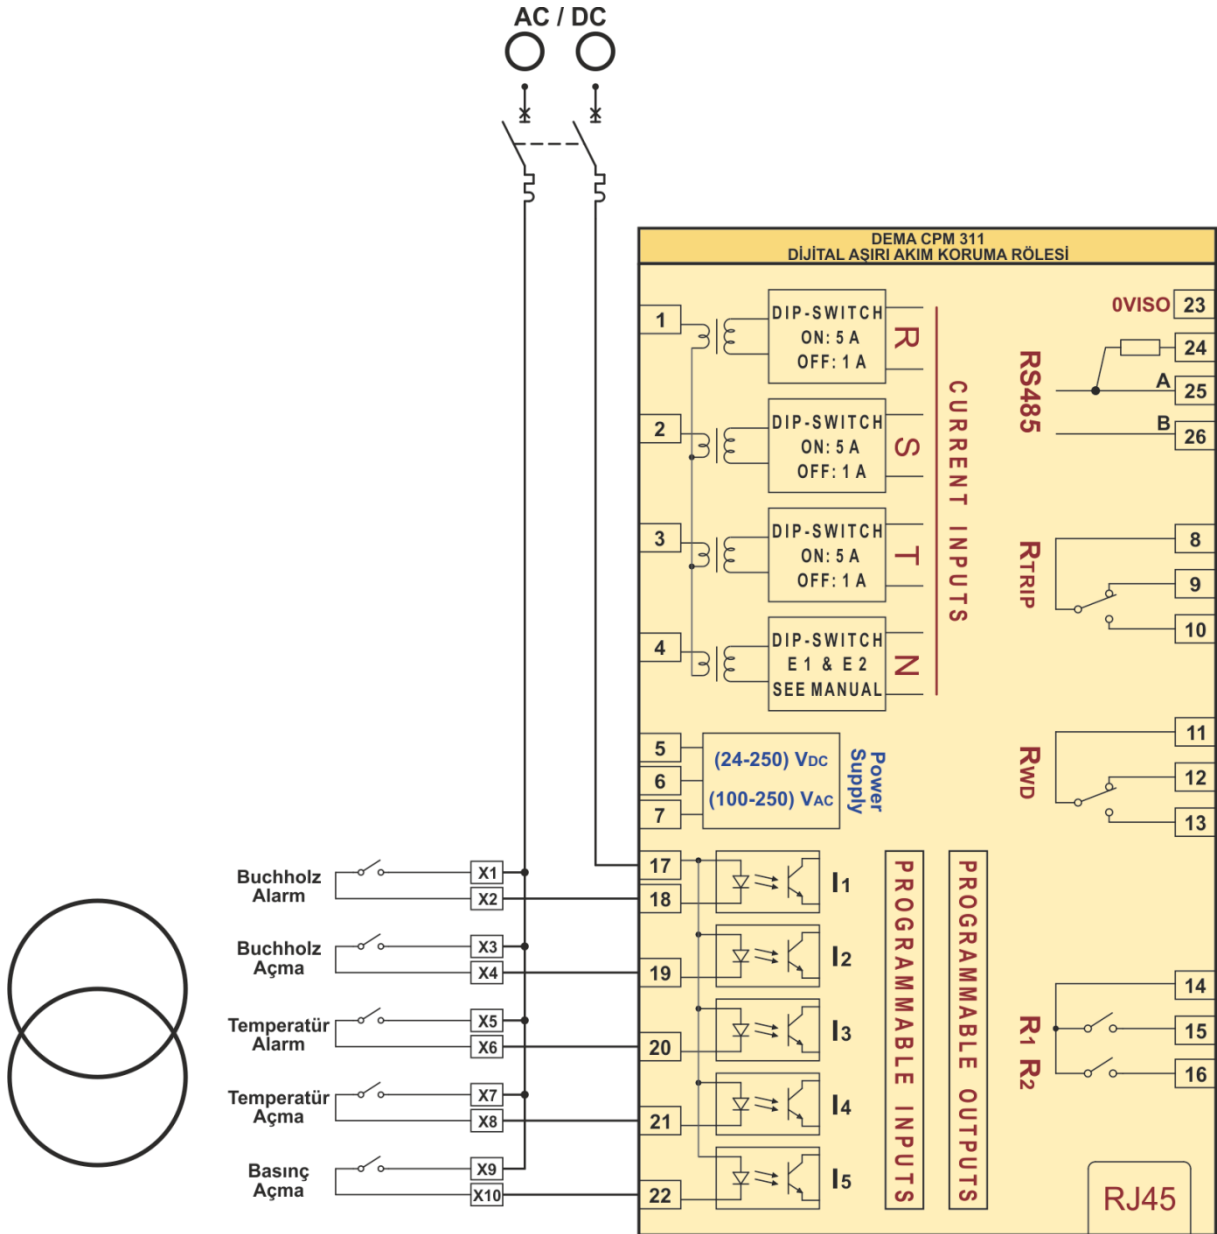 AC / DC
DEMA CPM 311
DİJİTAL AŞIRI AKIM KORUMA RÖLESİ
1
DIP-SWITCH
ON: 5 A
OFF: 1 A
R
2
DIP-SWITCH
ON: 5 A
OFF: 1 A
S
3
DIP-SWITCH
ON: 5 A
OFF: 1 A
T
4
DIP-SWITCH
E 1 & E 2
SEE MANUAL
N
CURRENT INPUTS
0VISO 23
24
A 25
B 26
RS485
8
9
10
RTRIP
11
12
13
RWD
5
6
7
(24-250) VDC
(100-250) VAC
Power
Supply
17
18
19
20
21
22
I1
I2
I3
I4
I5
PROGRAMMABLE INPUTS
PROGRAMMABLE OUTPUTS
14
15
16
R1 R2
RJ45
Buchholz
Alarm
X1
X2
Buchholz
Açma
X3
X4
Temperatür
Alarm
X5
X6
Temperatür
Açma
X7
X8
Basınç
Açma
X9
X10